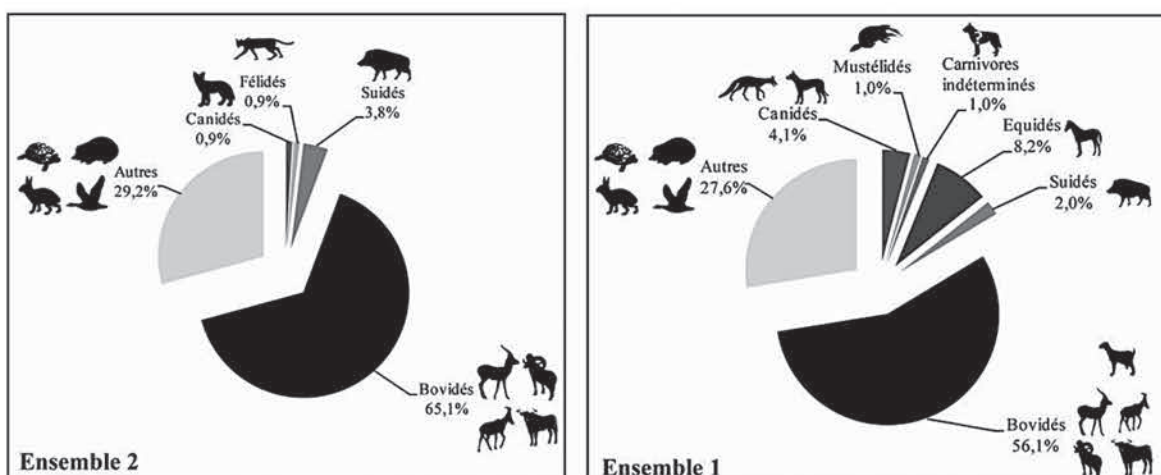 Félidés
0,9%
Canidés
0,9%
Suidés
3,8%
Autres
29,2%
Bovidés
65,1%
Ensemble 2
Mustélidés
1,0%
Carnivores
indéterminés
1,0%
Canidés
4,1%
Equidés
8,2%
Autres
27,6%
Suidés
2,0%
Bovidés
56,1%
Ensemble 1